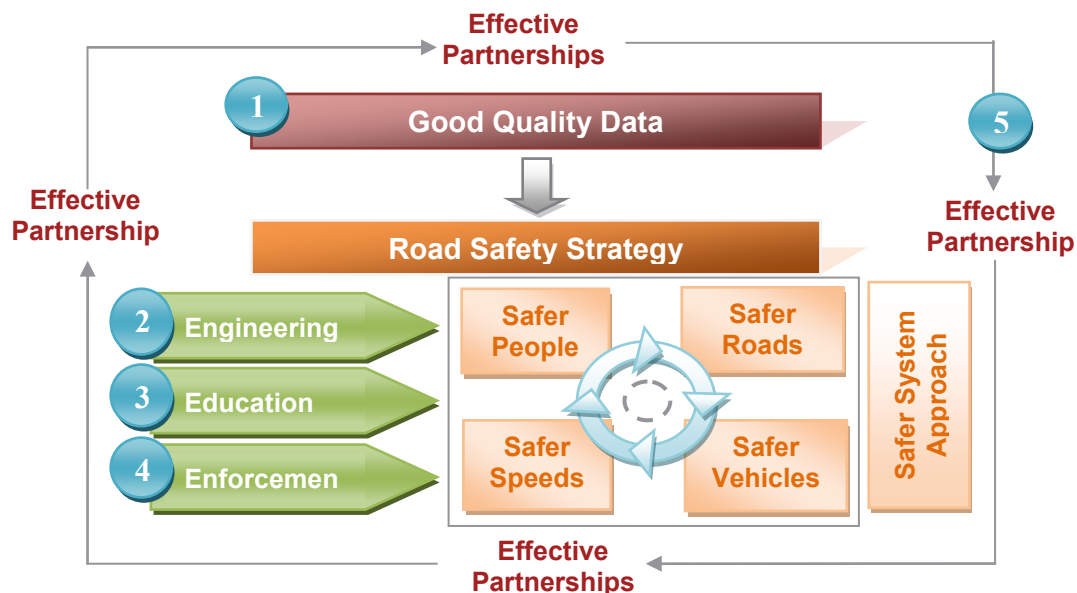 Effective
Partnerships
1
Good Quality Data
5
Effective
Partnership
Effective
Partnership
Road Safety Strategy
2
Engineering
3
Education
4
Enforcemen
Safer
People
Safer
Roads
Safer
Speeds
Safer
Vehicles
Safer System
Approach
Effective
Partnerships